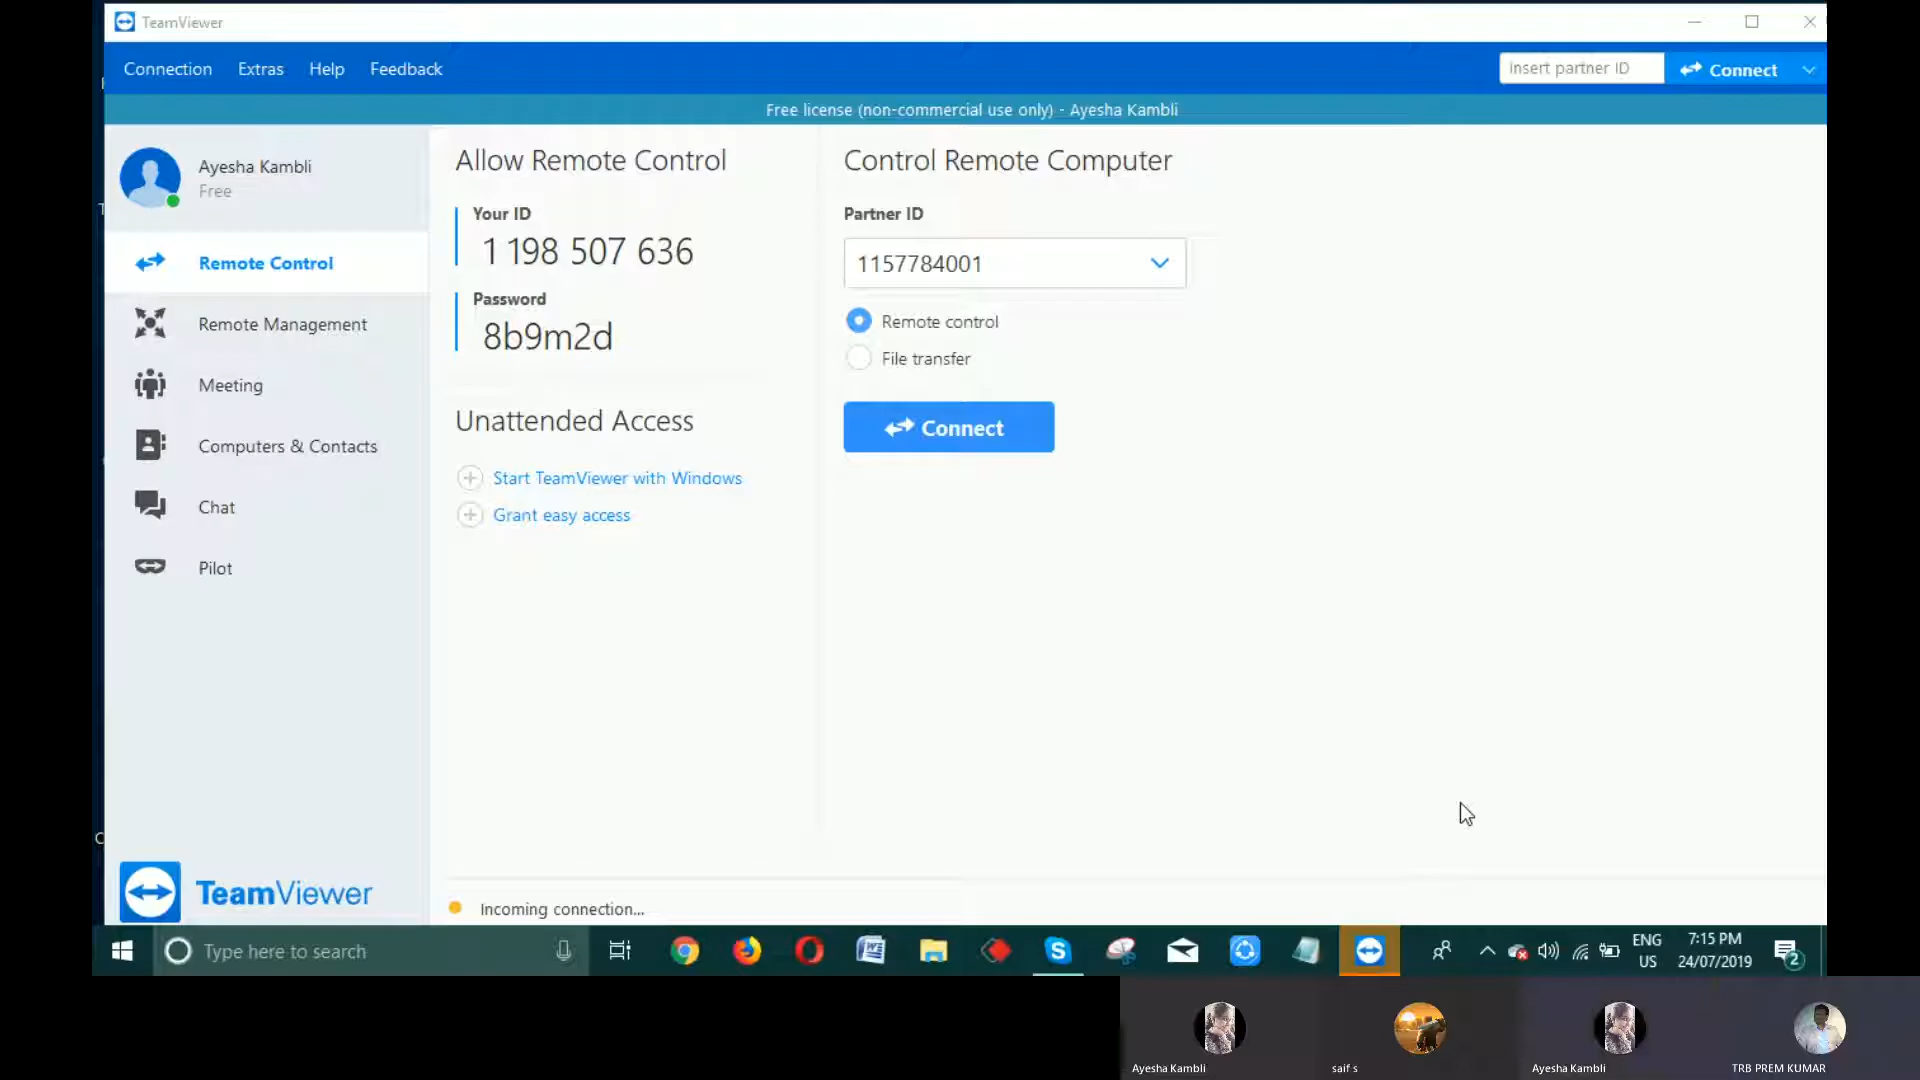 TeamViewer
Connection Extras Help Feedback
Insert partner ID Connect
Free license (non-commercial use only) - Ayesha Kambli
Ayesha Kambli
Free
Remote Control
Remote Management
Meeting
Computers & Contacts
Chat
Pilot
TeamViewer
Allow Remote Control
Your ID
1 198 507 636
Password
8b9m2d
Unattended Access
Start TeamViewer with Windows
Grant easy access
Control Remote Computer
Partner ID
1157784001
Remote control
File transfer
Connect
Incoming connection...
Type here to search
ENG
US
7:15 PM
24/07/2019
2
Ayesha Kambli
saif s
Ayesha Kambli
TRB PREM KUMAR